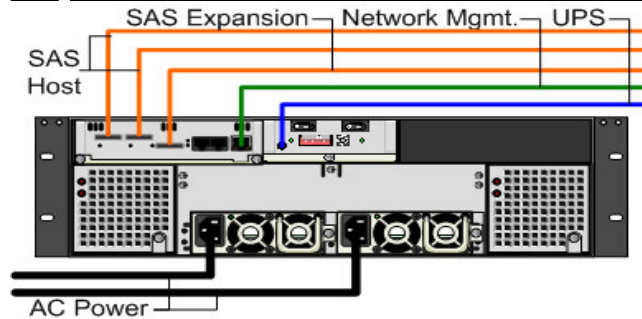 SAS Expansion
Network Mgmt.
UPS
SAS
Host
AC Power